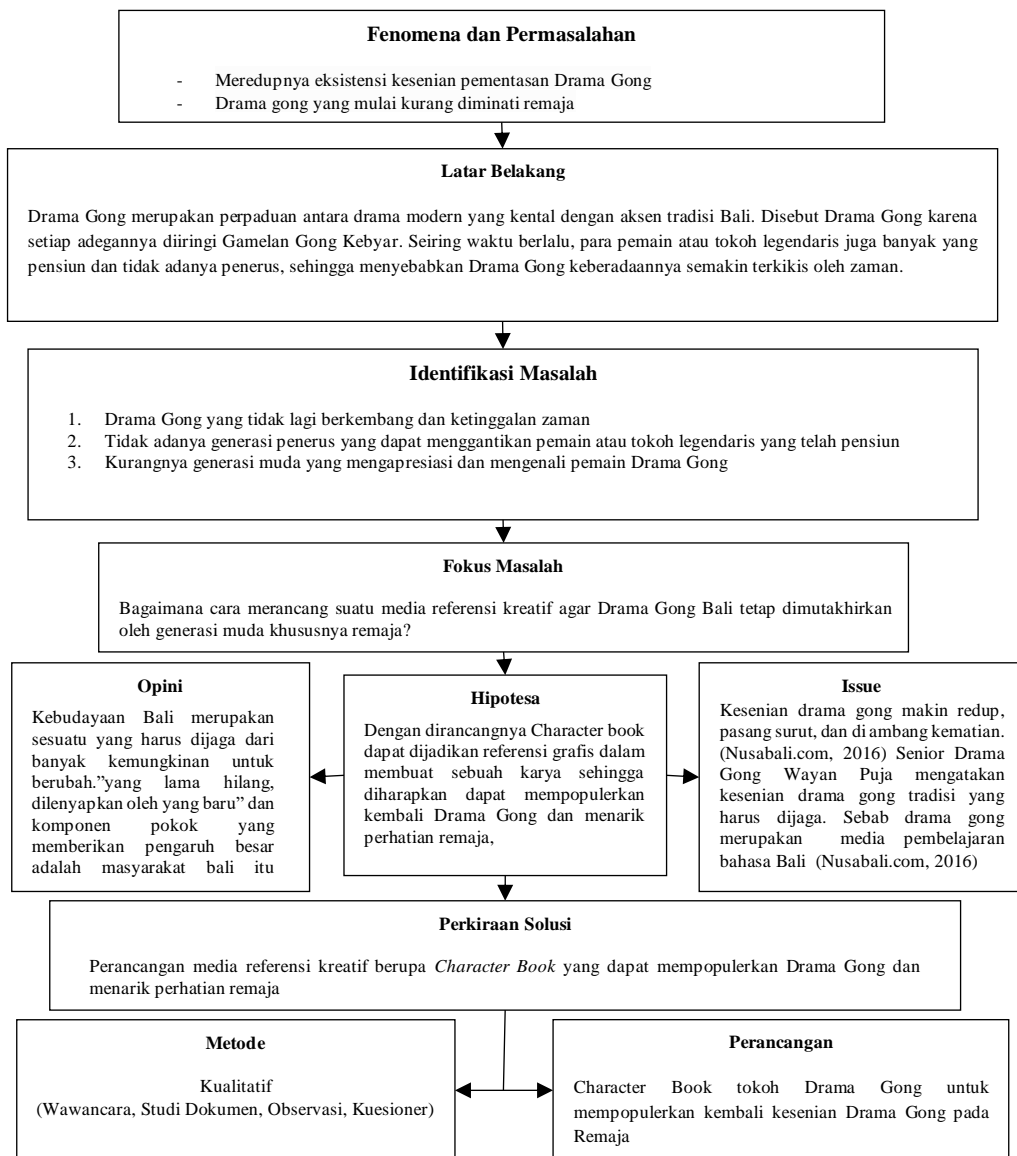 Fenomena dan Permasalahan
- Meredupnya eksistensi kesenian pementasan Drama Gong
- Drama gong yang mulai kurang diminati remaja
Latar Belakang
Drama Gong merupakan perpaduan antara drama modern yang kental dengan aksen tradisi Bali. Disebut Drama Gong karena
setiap adegannya diiringi Gamelan Gong Kebyar. Seiring waktu berlalu, para pemain atau tokoh legendaris juga banyak yang
pensiun dan tidak adanya penerus, sehingga menyebabkan Drama Gong keberadaannya semakin terkikis oleh zaman.
Identifikasi Masalah
1. Drama Gong yang tidak lagi berkembang dan ketinggalan zaman
2. Tidak adanya generasi penerus yang dapat menggantikan pemain atau tokoh legendaris yang telah pensiun
3. Kurangnya generasi muda yang mengapresiasi dan mengenali pemain Drama Gong
Fokus Masalah
Bagaimana cara merancang suatu media referensi kreatif agar Drama Gong Bali tetap dimutakhirkan
oleh generasi muda khususnya remaja?
Opini
Kebudayaan Bali merupakan
sesuatu yang harus dijaga dari
banyak kemungkinan untuk
berubah.”yang lama hilang,
dilenyapkan oleh yang baru” dan
komponen pokok yang
memberikan pengaruh besar
adalah masyarakat bali itu
Hipotesa
Dengan dirancangnya Character book
dapat dijadikan referensi grafis dalam
membuat sebuah karya sehingga
diharapkan dapat mempopulerkan
kembali Drama Gong dan menarik
perhatian remaja,
Issue
Kesenian drama gong makin redup,
pasang surut, dan di ambang kematian.
(Nusabali.com, 2016) Senior Drama
Gong Wayan Puja mengatakan
kesenian drama gong tradisi yang
harus dijaga. Sebab drama gong
merupakan media pembelajaran
bahasa Bali (Nusabali.com, 2016)
Perkiraan Solusi
Perancangan media referensi kreatif berupa Character Book yang dapat mempopulerkan Drama Gong dan
menarik perhatian remaja
Metode
Kualitatif
(Wawancara, Studi Dokumen, Observasi, Kuesioner)
Perancangan
Character Book tokoh Drama Gong untuk
mempopulerkan kembali kesenian Drama Gong pada
Remaja